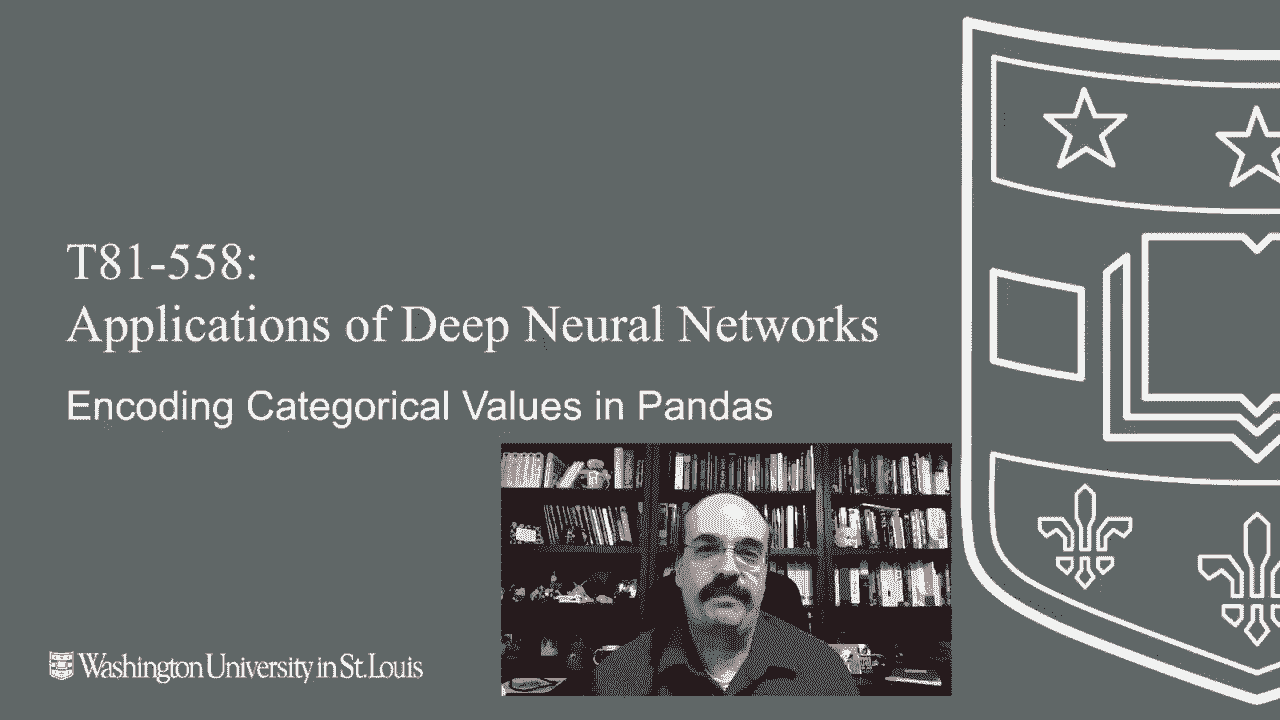 T81-558:
Applications of Deep Neural Networks
Encoding Categorical Values in Pandas
Washington University in St. Louis